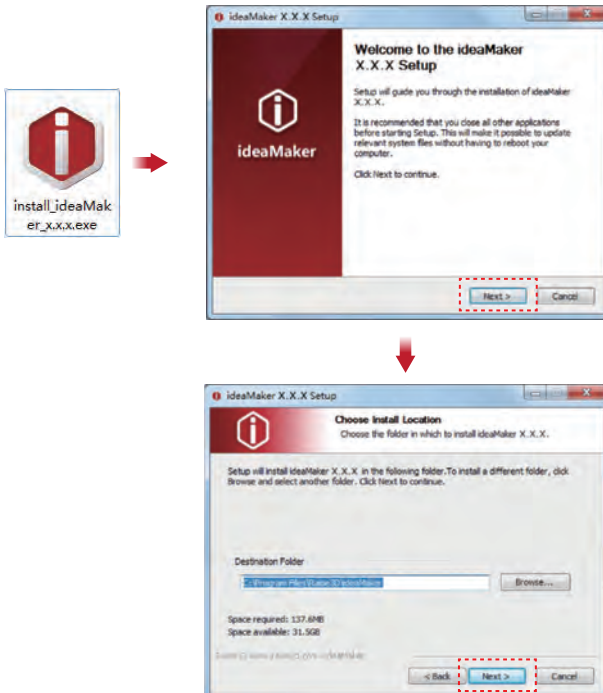 ideaMaker X.X.X Setup
Welcome to the ideaMaker
X.X.X Setup
Setup will guide you through the installation of ideaMaker
X.X.X.
It is recommended that you close all other applications
before starting Setup. This will make it possible to update
relevant system files without having to reboot your
computer.
Click Next to continue.
ideaMaker
Next >
Cancel
install_ideaMak
er_x.x.x.exe
ideaMaker X.X.X Setup
Choose Install Location
Choose the folder in which to install ideaMaker X.X.X.
Setup will install ideaMaker X.X.X in the following folder.To install a different folder, click
Browse and select another folder. Click Next to continue.
Destination Folder
C:\Program Files\Raise3D\ideaMaker
Browse...
Space required: 137.6MB
Space available: 31.5GB
< Back
Next >
Cancel